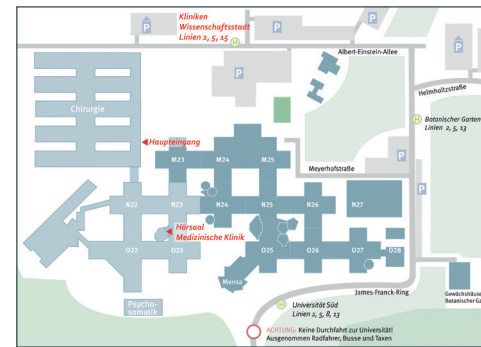 P
P
Kliniken
Wissenschaftsstadt
Linien 2, 5, 15
H
Albert-Einstein-Allee
P
P
Helmholtzstraße
Chirurgie
H
Botanischer Garten
Linien 2, 5, 13
Haupteingang
M23
M24
M25
P
Meyerhofstraße
P
N22
N23
N24
N25
N26
N27
Hörsaal
Medizinische Klinik
O22
O23
O25
O26
O27
O28
Mensa
Psycho-
somatik
James-Franck-Ring
H
Universität Süd
Linien 2, 5, 8, 13
Gewächshäuse
Botanischer Ga
ACHTUNG: Keine Durchfahrt zur Universität!
Ausgenommen Radfahrer, Busse und Taxen